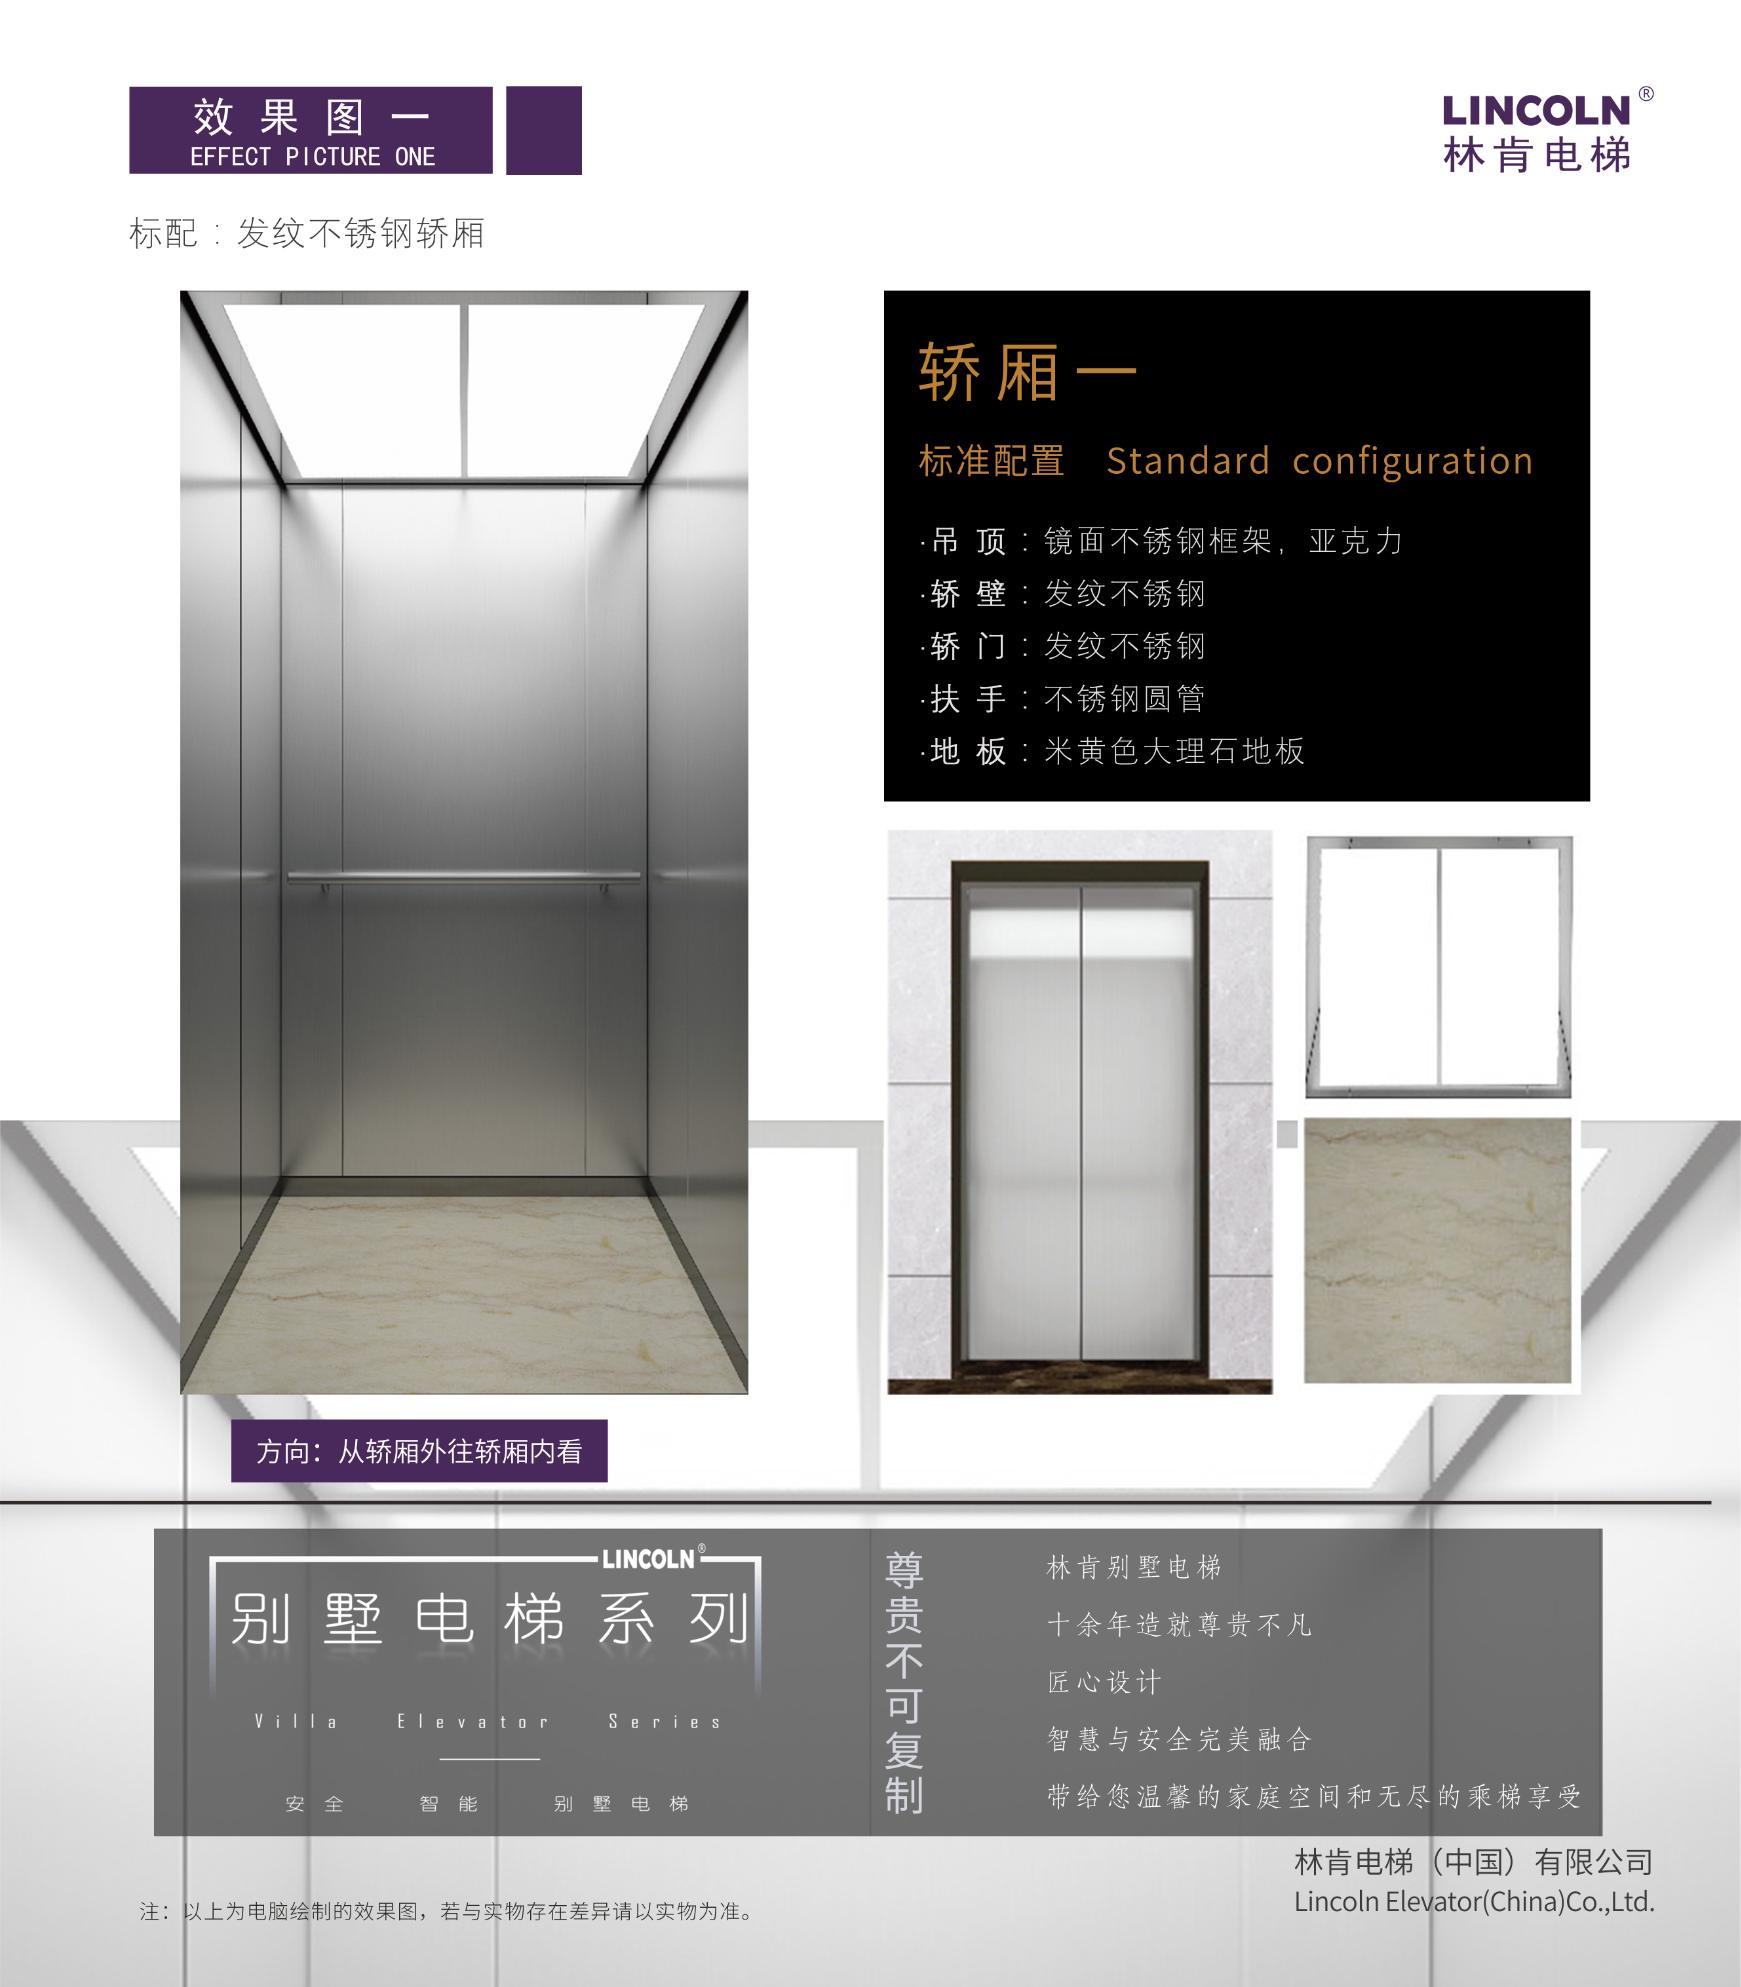 效果图一
EFFECT PICTURE ONE
LINCOLN®
林肯电梯
标配：发纹不锈钢轿厢
轿厢一
标准配置 Standard configuration
·吊顶：镜面不锈钢框架，亚克力
·轿壁：发纹不锈钢
·轿门：发纹不锈钢
·扶手：不锈钢圆管
·地板：米黄色大理石地板
方向：从轿厢外往轿厢内看
LINCOLN®
别墅电梯系列
Villa Elevator Series
安全 智能 别墅电梯
尊贵不可复制
林肯别墅电梯
十余年造就尊贵不凡
匠心设计
智慧与安全完美融合
带给您温馨的家庭空间和无尽的乘梯享受
林肯电梯（中国）有限公司
Lincoln Elevator(China)Co.,Ltd.
注：以上为电脑绘制的效果图，若与实物存在差异请以实物为准。